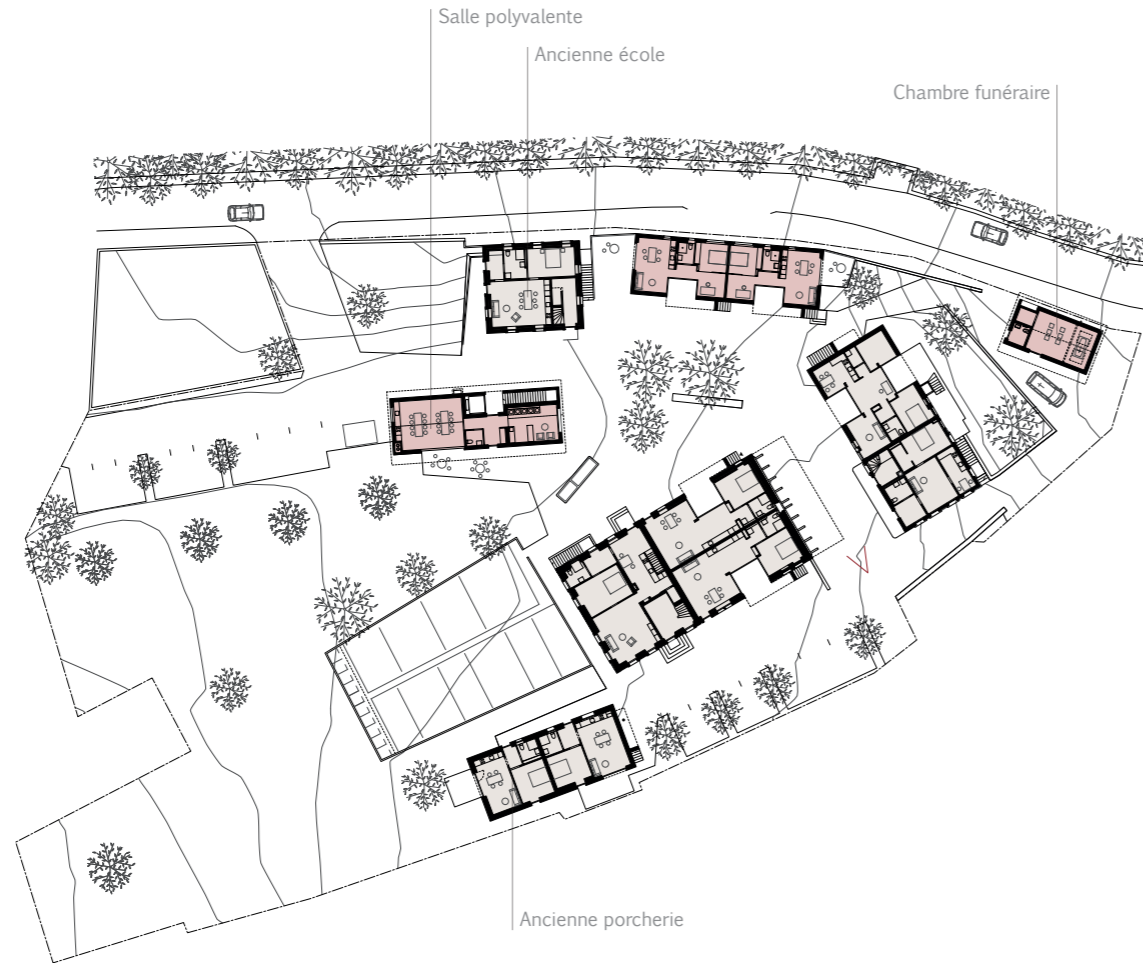 Salle polyvalente
Ancienne école
Chambre funéraire
Ancienne porcherie